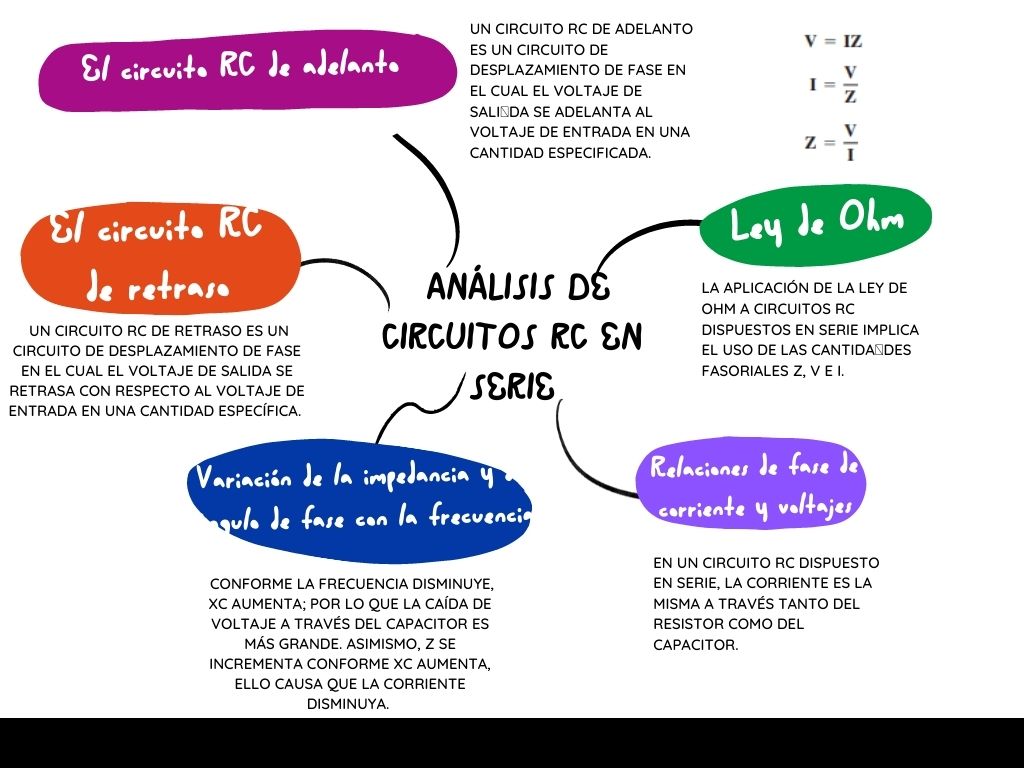 El circuito RC de adelanto
UN CIRCUITO RC DE ADELANTO
ES UN CIRCUITO DE
DESPLAZAMIENTO DE FASE EN
EL CUAL EL VOLTAJE DE
SALI▯DA SE ADELANTA AL
VOLTAJE DE ENTRADA EN UNA
CANTIDAD ESPECIFICADA.
V = IZ
I = V/Z
Z = V/I
El circuito RC
de retraso
UN CIRCUITO RC DE RETRASO ES UN
CIRCUITO DE DESPLAZAMIENTO DE FASE
EN EL CUAL EL VOLTAJE DE SALIDA SE
RETRASA CON RESPECTO AL VOLTAJE DE
ENTRADA EN UNA CANTIDAD ESPECÍFICA.
ANÁLISIS DE
CIRCUITOS RC EN
SERIE
Ley de Ohm
LA APLICACIÓN DE LA LEY DE
OHM A CIRCUITOS RC
DISPUESTOS EN SERIE IMPLICA
EL USO DE LAS CANTIDA▯DES
FASORIALES Z, V E I.
Variación de la impedancia y
ngulo de fase con la frecuencia
CONFORME LA FRECUENCIA DISMINUYE,
XC AUMENTA; POR LO QUE LA CAÍDA DE
VOLTAJE A TRAVÉS DEL CAPACITOR ES
MÁS GRANDE. ASIMISMO, Z SE
INCREMENTA CONFORME XC AUMENTA,
ELLO CAUSA QUE LA CORRIENTE
DISMINUYA.
Relaciones de fase de
corriente y voltajes
EN UN CIRCUITO RC DISPUESTO
EN SERIE, LA CORRIENTE ES LA
MISMA A TRAVÉS TANTO DEL
RESISTOR COMO DEL
CAPACITOR.